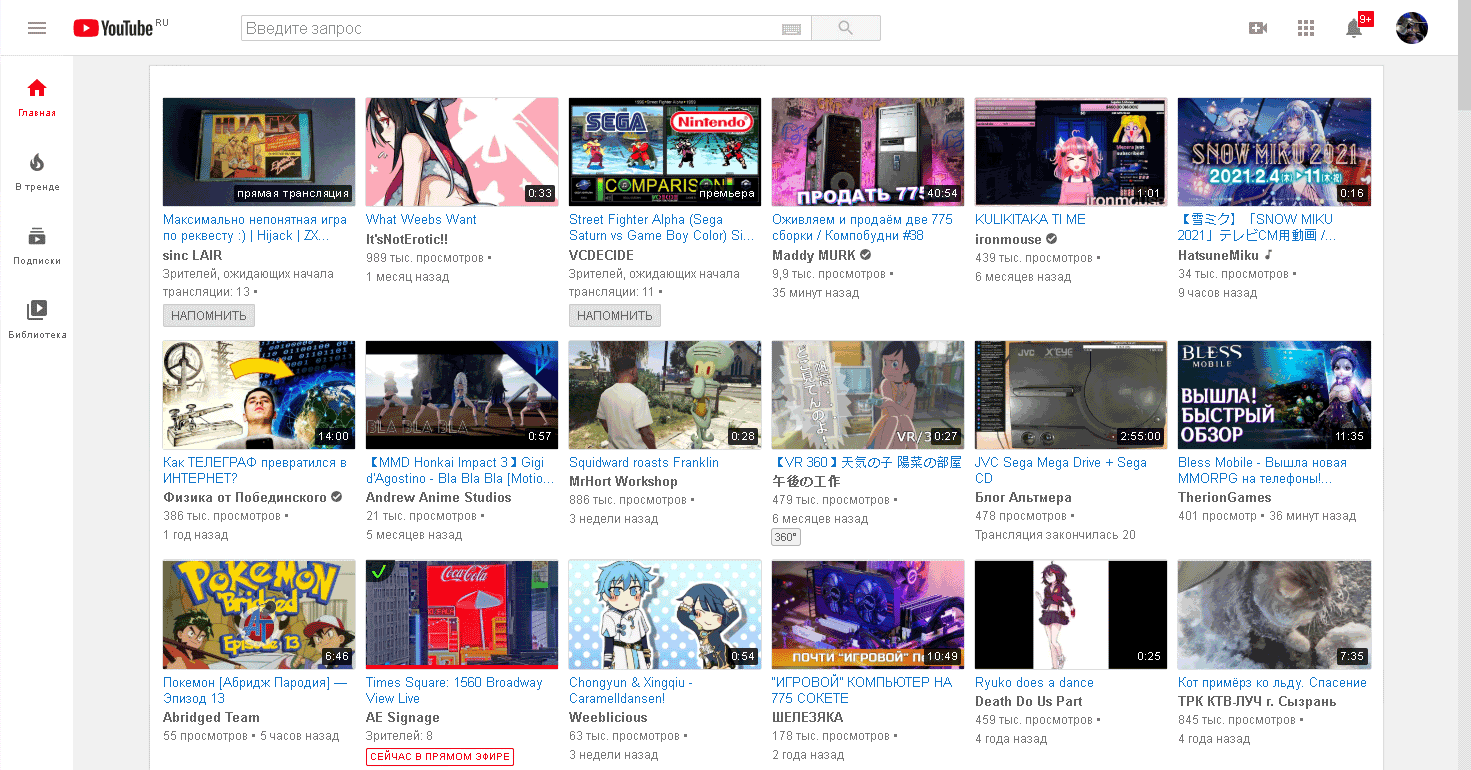 YouTube RU
Введите запрос
9+
Главная
В тренде
Подписки
Библиотека
HIJACK
прямая трансляция
Максимально непонятная игра
по реквесту :) | Hijack | ZX...
sinc LAIR
Зрителей, ожидающих начала
трансляции: 13 •
НАПОМНИТЬ
0:33
What Weebs Want
It'sNotErotic!!
989 тыс. просмотров •
1 месяц назад
SEGA
Nintendo
COMPARISON
премьера
Street Fighter Alpha (Sega
Saturn vs Game Boy Color) Si...
VCDECIDE
Зрителей, ожидающих начала
трансляции: 11 •
НАПОМНИТЬ
ПРОДАТЬ 775
40:54
Оживляем и продаём две 775
сборки / Компобудни #38
Maddy MURK
9,9 тыс. просмотров •
35 минут назад
just
subscribed!
ironmouse
1:01
KULIKITAKA TI ME
ironmouse
439 тыс. просмотров •
6 месяцев назад
SNOW MIKU 2021
2021.2.4(木)▶11(木・祝)
0:16
【雪ミク】「SNOW MIKU
2021」テレビCM用動画 /...
HatsuneMiku
34 тыс. просмотров •
9 часов назад
14:00
Как ТЕЛЕГРАФ превратился в
ИНТЕРНЕТ?
Физика от Побединского
386 тыс. просмотров •
1 год назад
BLA BLA BLA
0:57
【MMD Honkai Impact 3】Gigi
d'Agostino - Bla Bla Bla [Motio...
Andrew Anime Studios
21 тыс. просмотров •
5 месяцев назад
0:28
Squidward roasts Franklin
MrHort Workshop
886 тыс. просмотров •
3 недели назад
VR/3
0:27
【VR 360】天気の子 陽菜の部屋
午後の工作
479 тыс. просмотров •
6 месяцев назад
360°
JVC X'EYE
2:55:00
JVC Sega Mega Drive + Sega
CD
Блог Альтмера
478 просмотров •
Трансляция закончилась 20
BLESS
MOBILE
ВЫШЛА!
БЫСТРЫЙ
ОБЗОР
11:35
Bless Mobile - Вышла новая
MMORPG на телефоны!...
TherionGames
401 просмотр • 36 минут назад
POKEMON
Bridged
AT
Episode 13
6:46
Покемон [Абридж Пародия] —
Эпизод 13
Abridged Team
55 просмотров • 5 часов назад
Coca-Cola
Times Square: 1560 Broadway
View Live
AE Signage
Зрителей: 8
СЕЙЧАС В ПРЯМОМ ЭФИРЕ
0:54
Chongyun & Xingqiu -
Caramelldansen!
Weeblicious
63 тыс. просмотров •
3 недели назад
ПОЧТИ "ИГРОВОЙ"
10:49
"ИГРОВОЙ" КОМПЬЮТЕР НА
775 СОКЕТЕ
ШЕЛЕЗЯКА
178 тыс. просмотров •
2 года назад
0:25
Ryuko does a dance
Death Do Us Part
459 тыс. просмотров •
4 года назад
7:35
Кот примёрз ко льду. Спасение
ТРК КТВ-ЛУЧ г. Сызрань
845 тыс. просмотров •
4 года назад